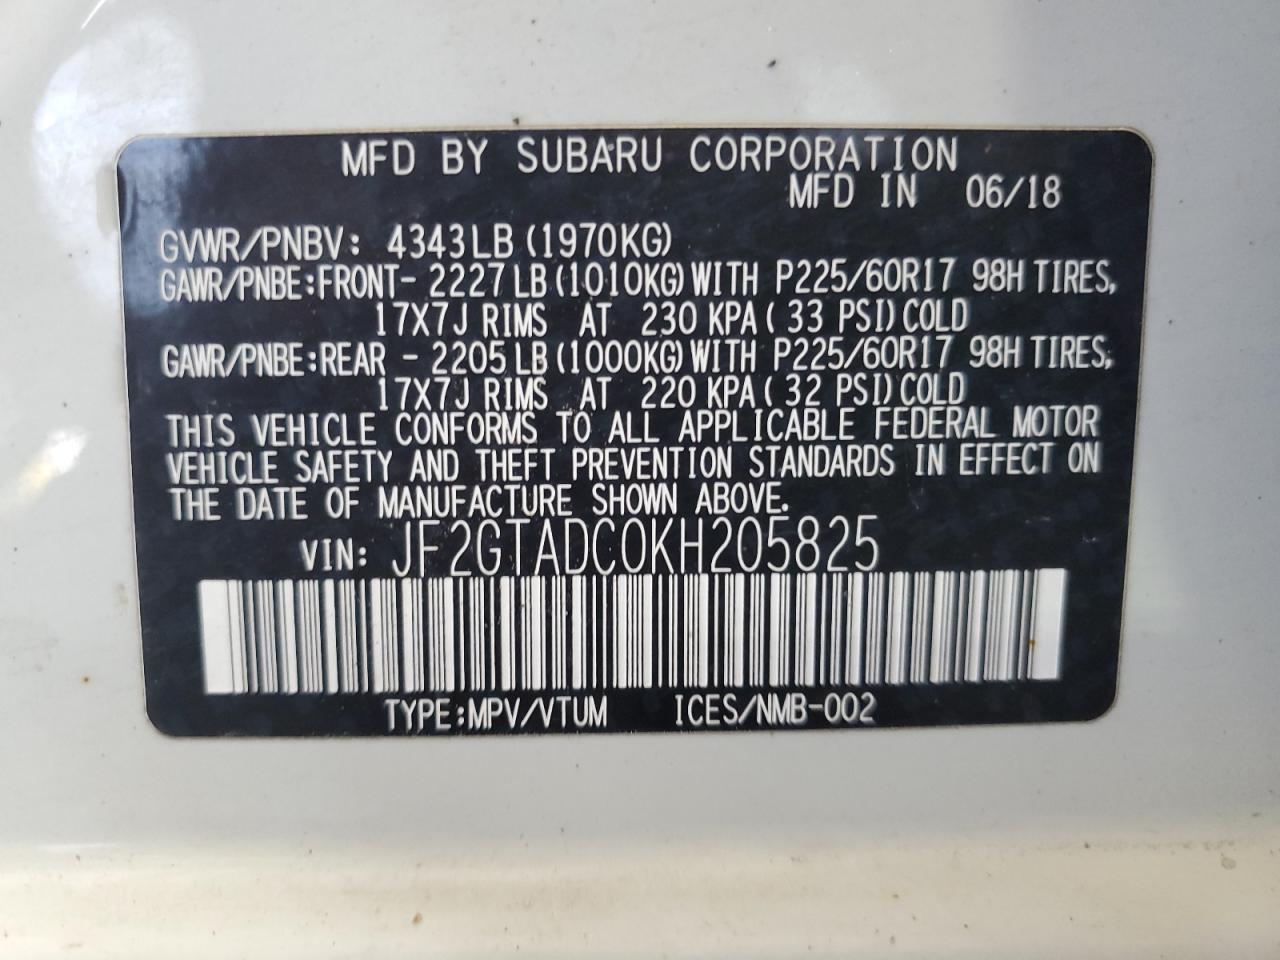 MFD BY SUBARU CORPORATION
MFD IN 06/18
GVWR/PNBV: 4343LB (1970KG)
GAWR/PNBE:FRONT- 2227 LB (1010KG) WITH P225/60R17 98H TIRES,
17X7J RIMS AT 230 KPA ( 33 PSI) COLD
GAWR/PNBE:REAR - 2205 LB (1000KG) WITH P225/60R17 98H TIRES,
17X7J RIMS AT 220 KPA ( 32 PSI) COLD
THIS VEHICLE CONFORMS TO ALL APPLICABLE FEDERAL MOTOR
VEHICLE SAFETY AND THEFT PREVENTION STANDARDS IN EFFECT ON
THE DATE OF MANUFACTURE SHOWN ABOVE.
VIN: JF2GTADC0KH205825
TYPE:MPV/VTUM ICES/NMB-002